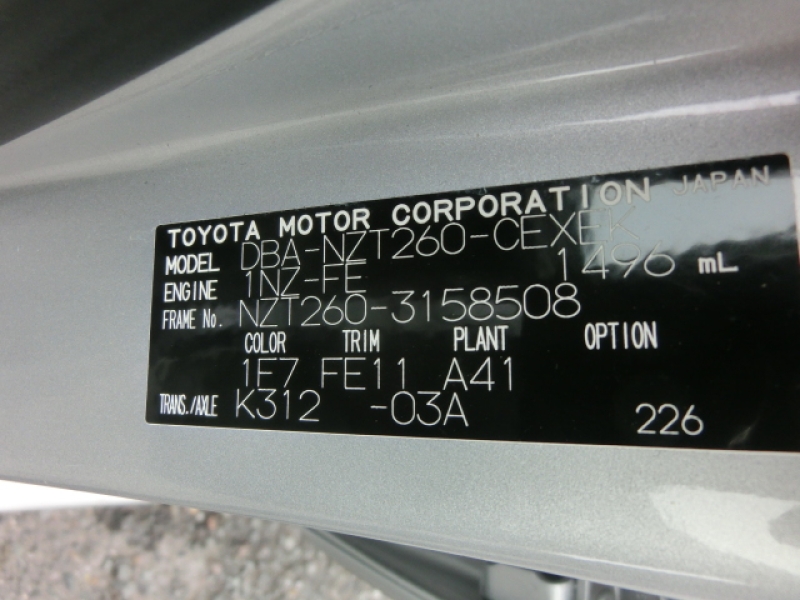 TOYOTA MOTOR CORPORATION JAPAN
MODEL DBA-NZT260-CEXEK
ENGINE 1NZ-FE 1496 mL
FRAME No. NZT260-3158508
COLOR TRIM PLANT OPTION
1F7 FE11 A41
TRANS./AXLE K312 -03A
226